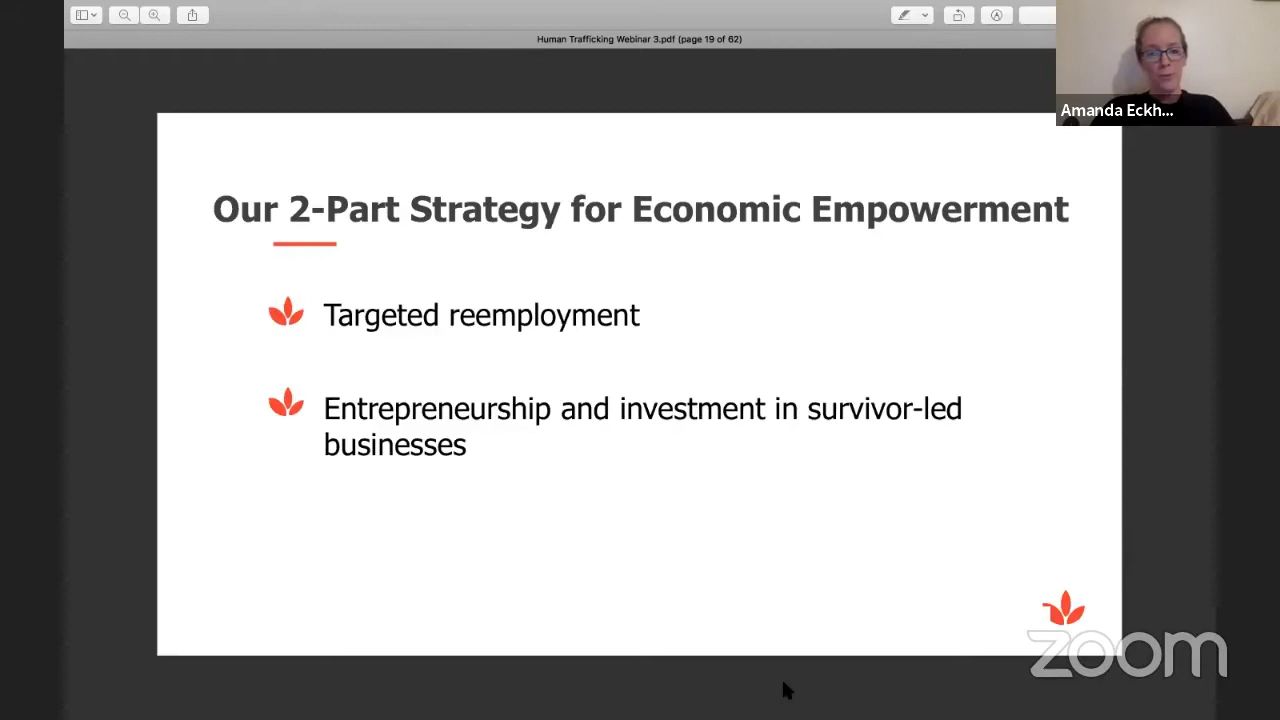 Human Trafficking Webinar 3.pdf (page 19 of 62)
Amanda Eckh...
Our 2-Part Strategy for Economic Empowerment
Targeted reemployment
Entrepreneurship and investment in survivor-led
businesses
zoom